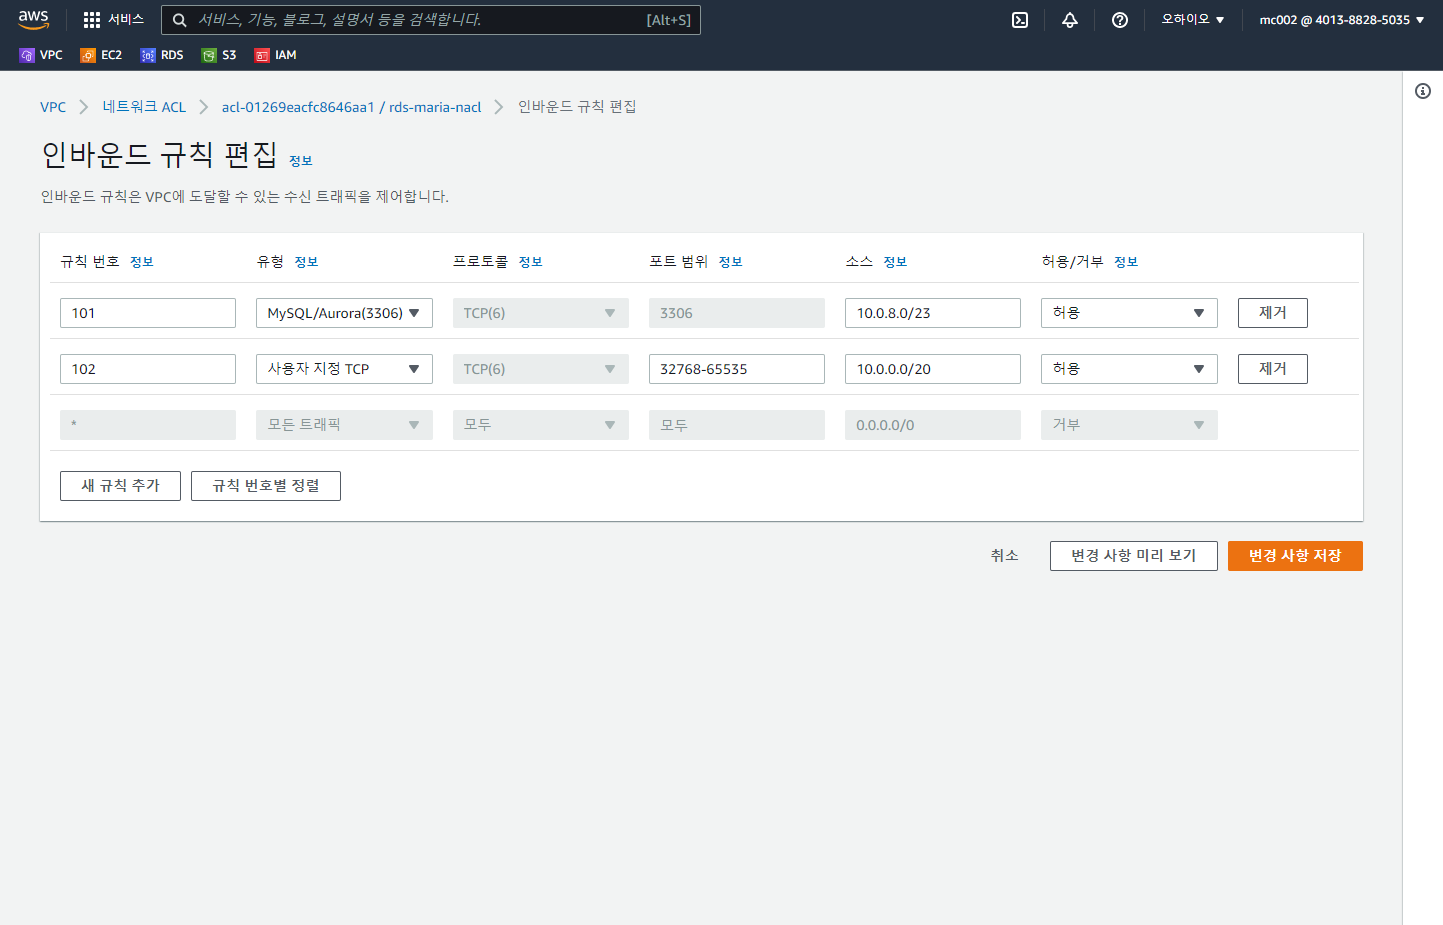 aws 서비스 서비스, 기능, 블로그, 설명서 등을 검색합니다. [Alt+S] 오하이오 mc002 @ 4013-8828-5035
VPC EC2 RDS S3 IAM
VPC 네트워크 ACL acl-01269eacfc8646aa1 / rds-maria-nacl 인바운드 규칙 편집
인바운드 규칙 편집 정보
인바운드 규칙은 VPC에 도달할 수 있는 수신 트래픽을 제어합니다.
규칙 번호 정보 유형 정보 프로토콜 정보 포트 범위 정보 소스 정보 허용/거부 정보
101 MySQL/Aurora(3306) TCP(6) 3306 10.0.8.0/23 허용 제거
102 사용자 지정 TCP TCP(6) 32768-65535 10.0.0.0/20 허용 제거
* 모든 트래픽 모두 모두 0.0.0.0/0 거부
새 규칙 추가 규칙 번호별 정렬
취소 변경 사항 미리 보기 변경 사항 저장